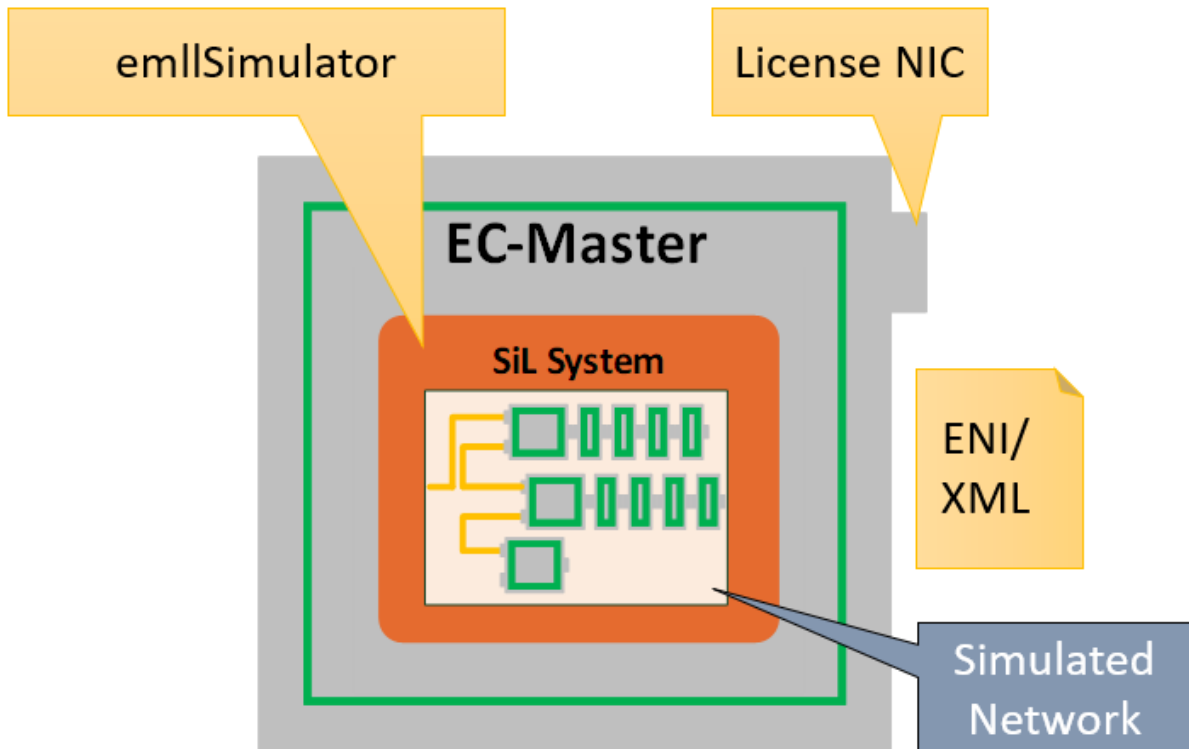 emllSimulator
License NIC
EC-Master
SiL System
ENI/
XML
Simulated
Network